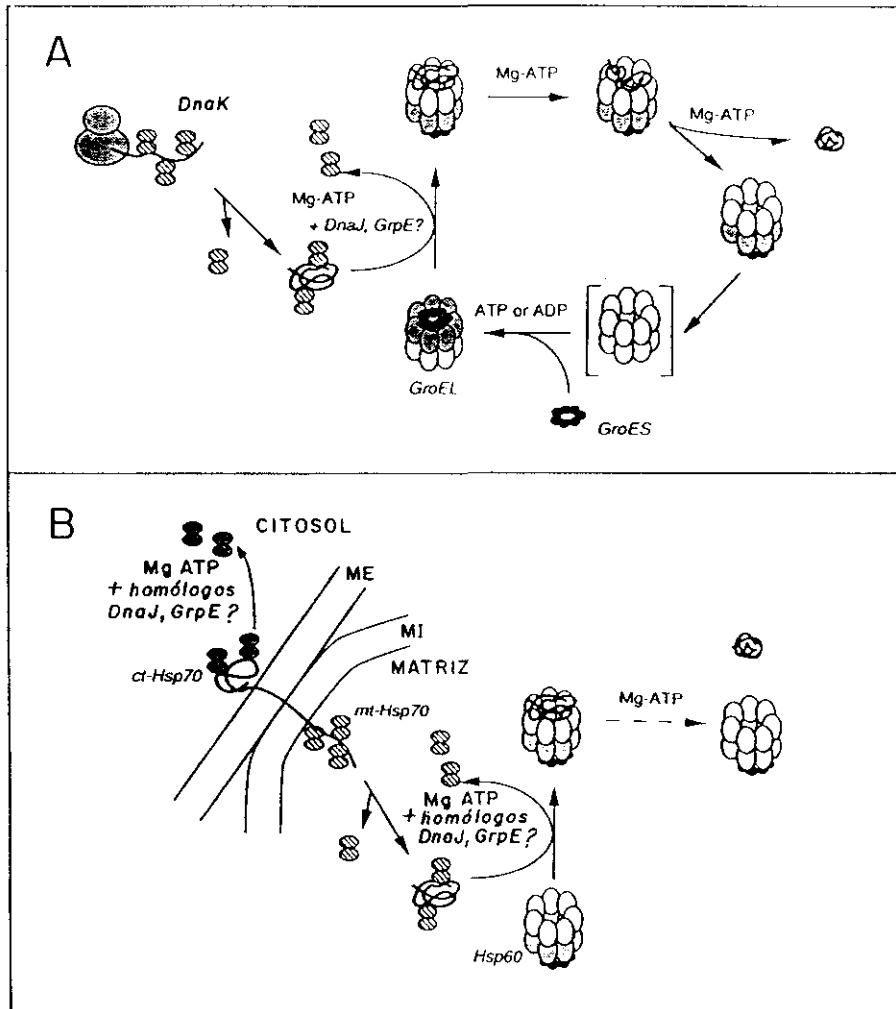 A
DnaK
Mg-ATP
Mg-ATP
Mg-ATP
+ DnaJ, GrpE?
ATP or ADP
GroEL
GroES
B
CITOSOL
Mg ATP
+ homólogos
DnaJ, GrpE?
ME
MI
MATRIZ
ct-Hsp70
mt-Hsp70
Mg-ATP
Mg ATP
+ homólogos
DnaJ, GrpE?
Hsp60